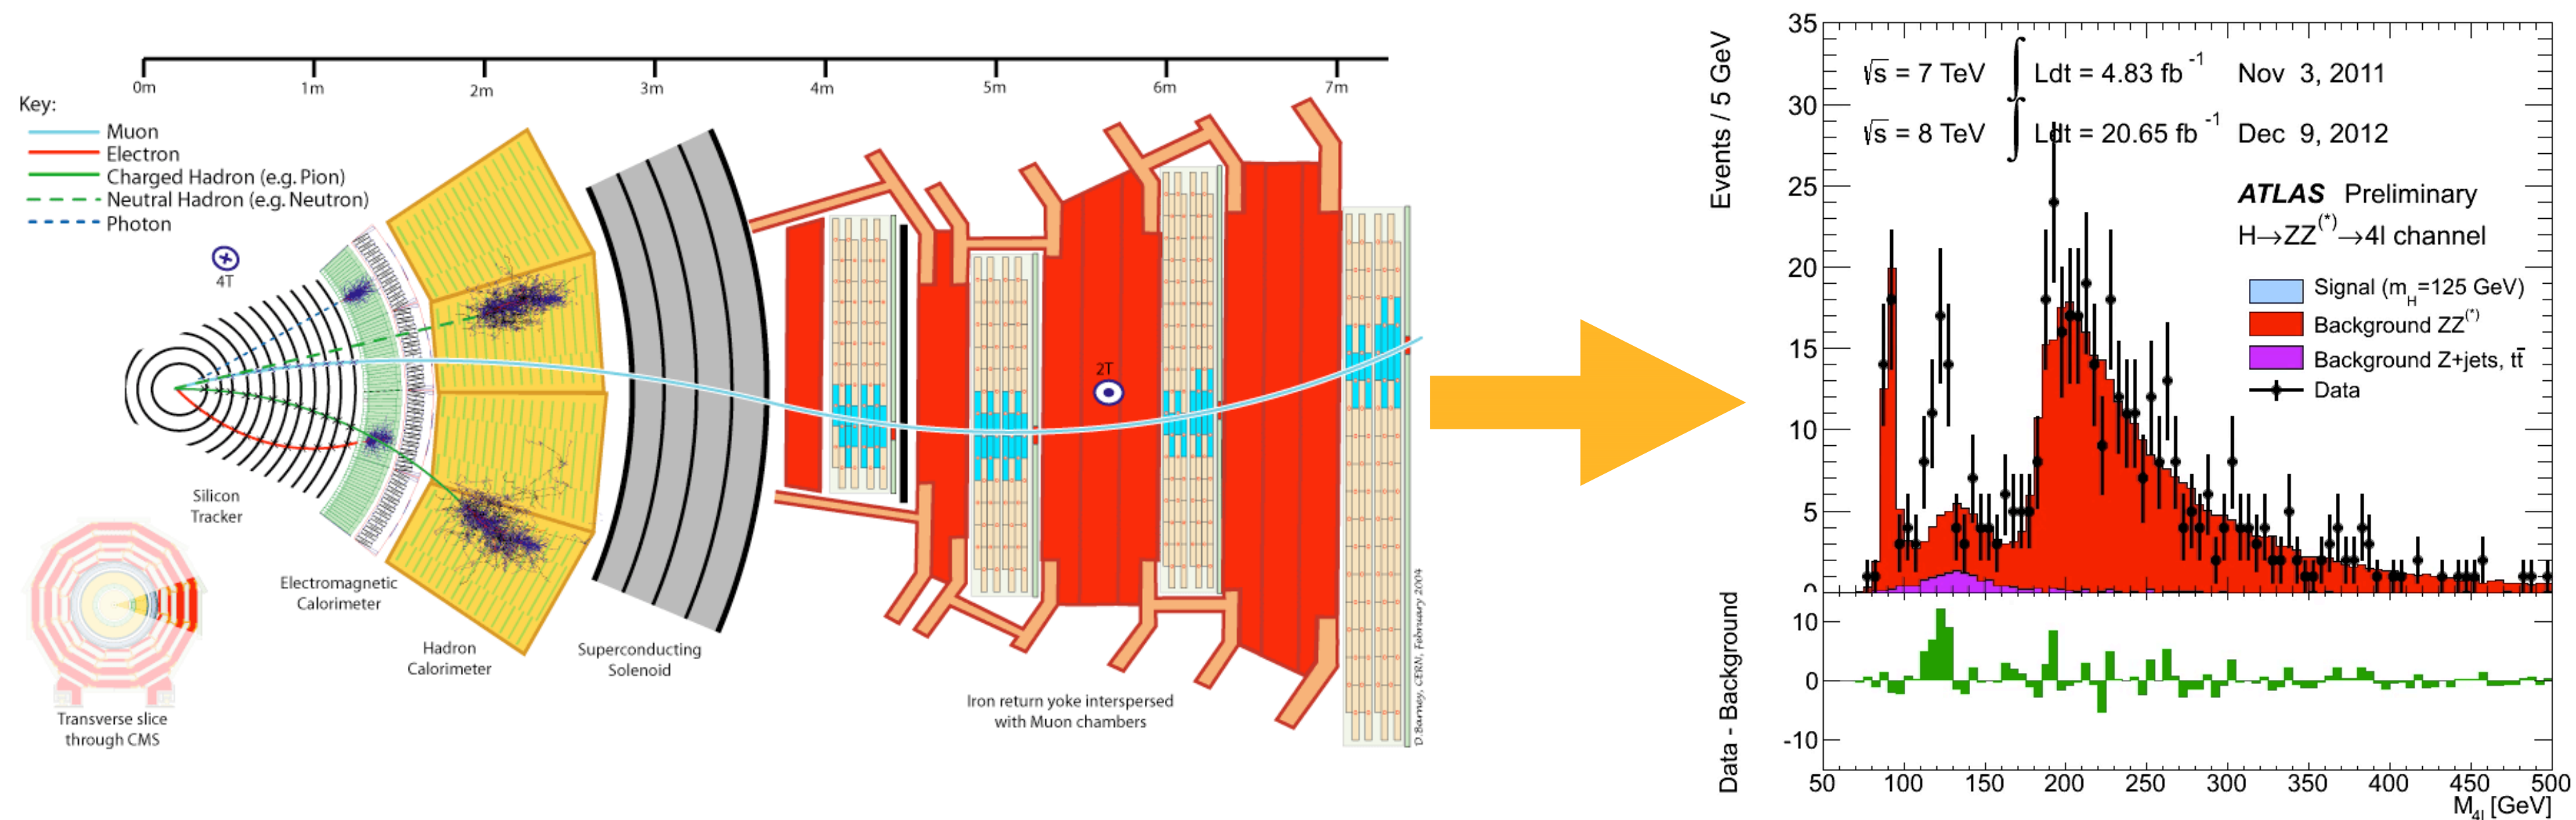 0m 1m 2m 3m 4m 5m 6m 7m
Key:
Muon
Electron
Charged Hadron (e.g. Pion)
Neutral Hadron (e.g. Neutron)
Photon
4T
2T
Silicon
Tracker
Electromagnetic
Calorimeter
Hadron
Calorimeter
Superconducting
Solenoid
Iron return yoke interspersed
with Muon chambers
Transverse slice
through CMS
D.Barney, CERN, February 2004
Events / 5 GeV
35
30
25
20
15
10
5
0
√s = 7 TeV ∫ Ldt = 4.83 fb⁻¹ Nov 3, 2011
√s = 8 TeV ∫ Ldt = 20.65 fb⁻¹ Dec 9, 2012
ATLAS Preliminary
H→ZZ(*)→4l channel
Signal (mH=125 GeV)
Background ZZ(*)
Background Z+jets, tt̄
Data
Data - Background
10
0
-10
50 100 150 200 250 300 350 400 450 500
M4l [GeV]